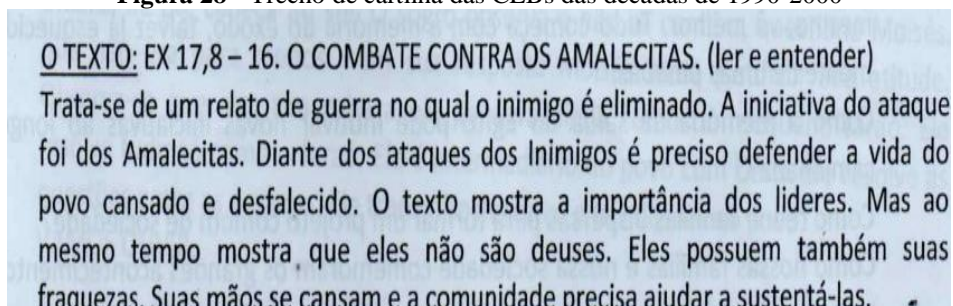 Figura 28 – Trecho de cartilha das CEBs das décadas de 1990-2000
O TEXTO: EX 17,8 – 16. O COMBATE CONTRA OS AMALECITAS. (ler e entender)
Trata-se de um relato de guerra no qual o inimigo é eliminado. A iniciativa do ataque
foi dos Amalecitas. Diante dos ataques dos Inimigos é preciso defender a vida do
povo cansado e desfalecido. O texto mostra a importância dos lideres. Mas ao
mesmo tempo mostra que eles não são deuses. Eles possuem também suas
fraquezas. Suas mãos se cansam e a comunidade precisa ajudar a sustentá-las.